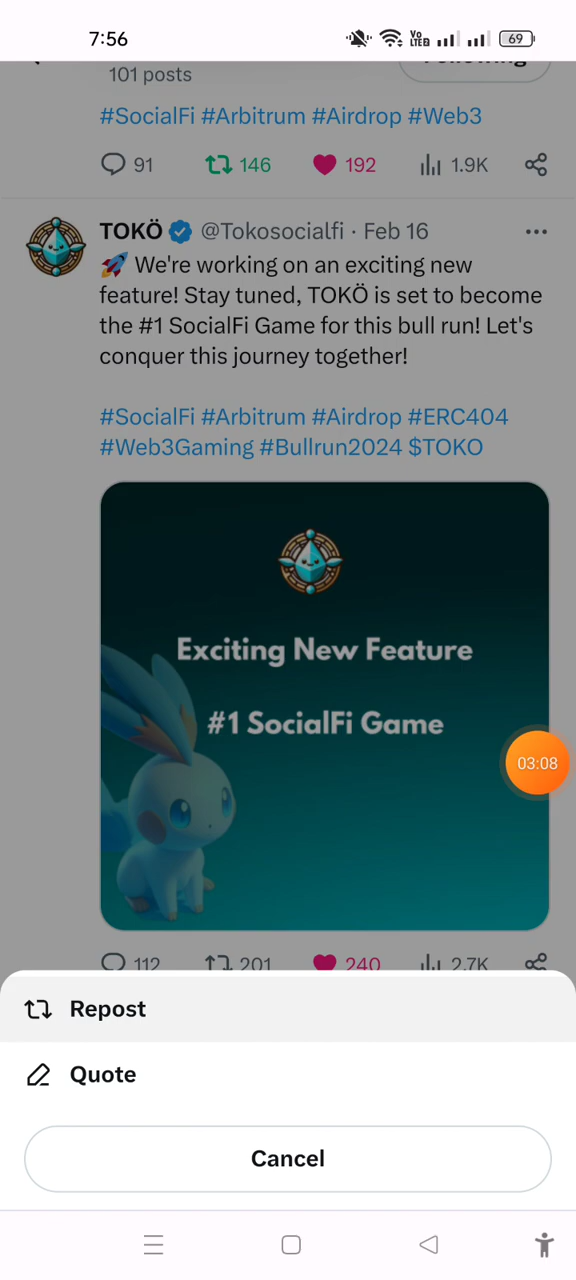 7:56
Vo
LTE2
69
101 posts
Following
#SocialFi #Arbitrum #Airdrop #Web3
91 146 192 1.9K
TOKÖ @Tokosocialfi · Feb 16
🚀 We're working on an exciting new
feature! Stay tuned, TOKÖ is set to become
the #1 SocialFi Game for this bull run! Let's
conquer this journey together!
#SocialFi #Arbitrum #Airdrop #ERC404
#Web3Gaming #Bullrun2024 $TOKO
Exciting New Feature
#1 SocialFi Game
03:08
112 201 240 2.7K
Repost
Quote
Cancel